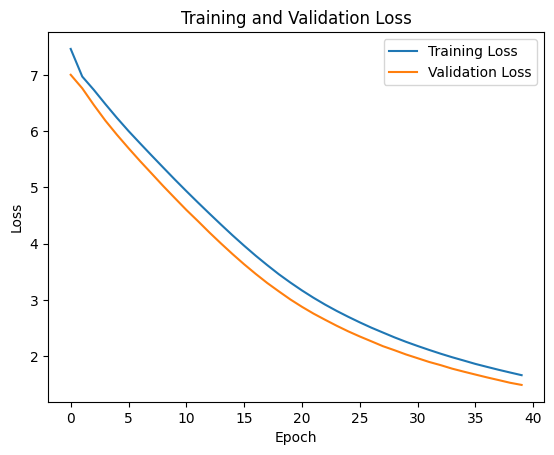 Training and Validation Loss
Training Loss
Validation Loss
7
6
5
4
3
2
Loss
0 5 10 15 20 25 30 35 40
Epoch